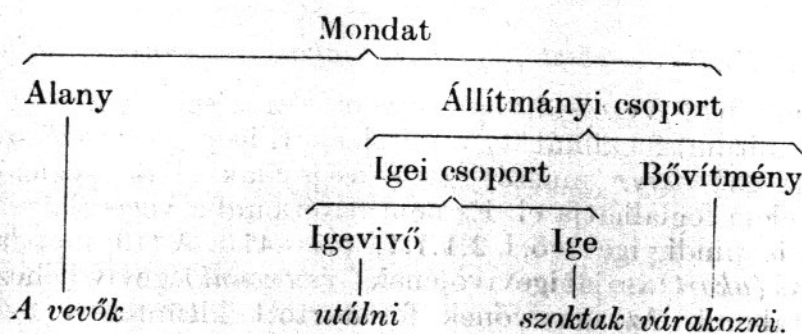 Mondat
Alany Állítmányi csoport
Igei csoport Bővítmény
Igevivő Ige
A vevők utálni szoktak várakozni.